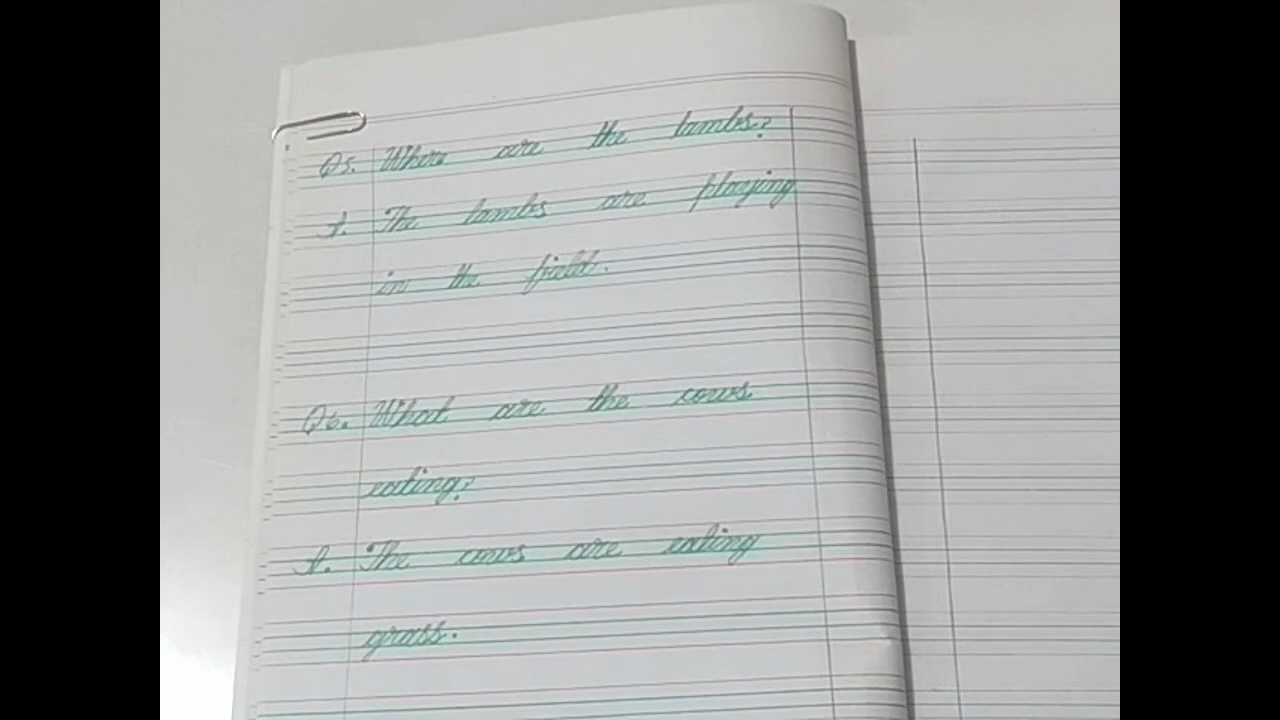 Q5. Where are the lambs?
A. The lambs are playing
in the field.
Q6. What are the cows
eating?
A. The cows are eating
grass.